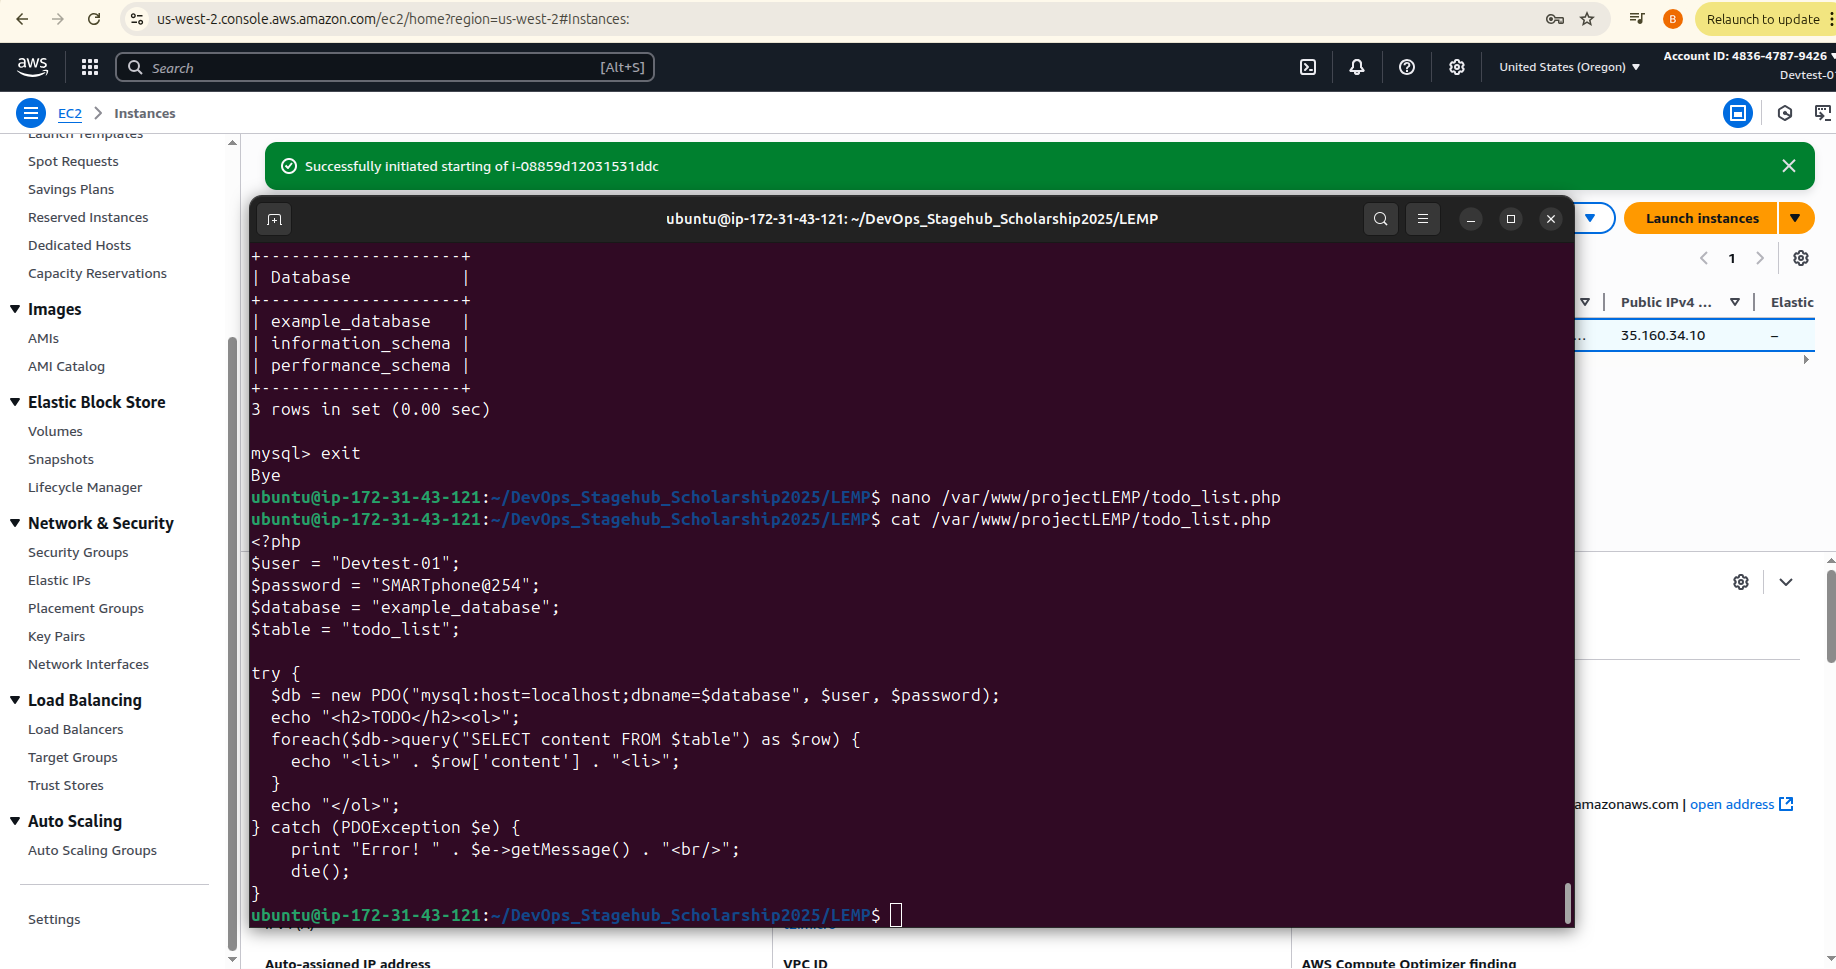 us-west-2.console.aws.amazon.com/ec2/home?region=us-west-2#Instances:
B
Relaunch to update
aws
Search
[Alt+S]
United States (Oregon)
Account ID: 4836-4787-9426
Devtest-0
EC2
Instances
Launch Templates
Spot Requests
Savings Plans
Reserved Instances
Dedicated Hosts
Capacity Reservations
Images
AMIs
AMI Catalog
Elastic Block Store
Volumes
Snapshots
Lifecycle Manager
Network & Security
Security Groups
Elastic IPs
Placement Groups
Key Pairs
Network Interfaces
Load Balancing
Load Balancers
Target Groups
Trust Stores
Auto Scaling
Auto Scaling Groups
Settings
Successfully initiated starting of i-08859d12031531ddc
Launch instances
1
Public IPv4 ...
Elastic
...
35.160.34.10
–
ubuntu@ip-172-31-43-121: ~/DevOps_Stagehub_Scholarship2025/LEMP
+--------------------+
| Database           |
+--------------------+
| example_database   |
| information_schema |
| performance_schema |
+--------------------+
3 rows in set (0.00 sec)
mysql> exit
Bye
ubuntu@ip-172-31-43-121:~/DevOps_Stagehub_Scholarship2025/LEMP$ nano /var/www/projectLEMP/todo_list.php
ubuntu@ip-172-31-43-121:~/DevOps_Stagehub_Scholarship2025/LEMP$ cat /var/www/projectLEMP/todo_list.php
<?php
$user = "Devtest-01";
$password = "SMARTphone@254";
$database = "example_database";
$table = "todo_list";
try {
  $db = new PDO("mysql:host=localhost;dbname=$database", $user, $password);
  echo "<h2>TODO</h2><ol>";
  foreach($db->query("SELECT content FROM $table") as $row) {
    echo "<li>" . $row['content'] . "<li>";
  }
  echo "</ol>";
} catch (PDOException $e) {
    print "Error! " . $e->getMessage() . "<br/>";
    die();
}
ubuntu@ip-172-31-43-121:~/DevOps_Stagehub_Scholarship2025/LEMP$
amazonaws.com | open address
Auto-assigned IP address
VPC ID
AWS Compute Optimizer finding